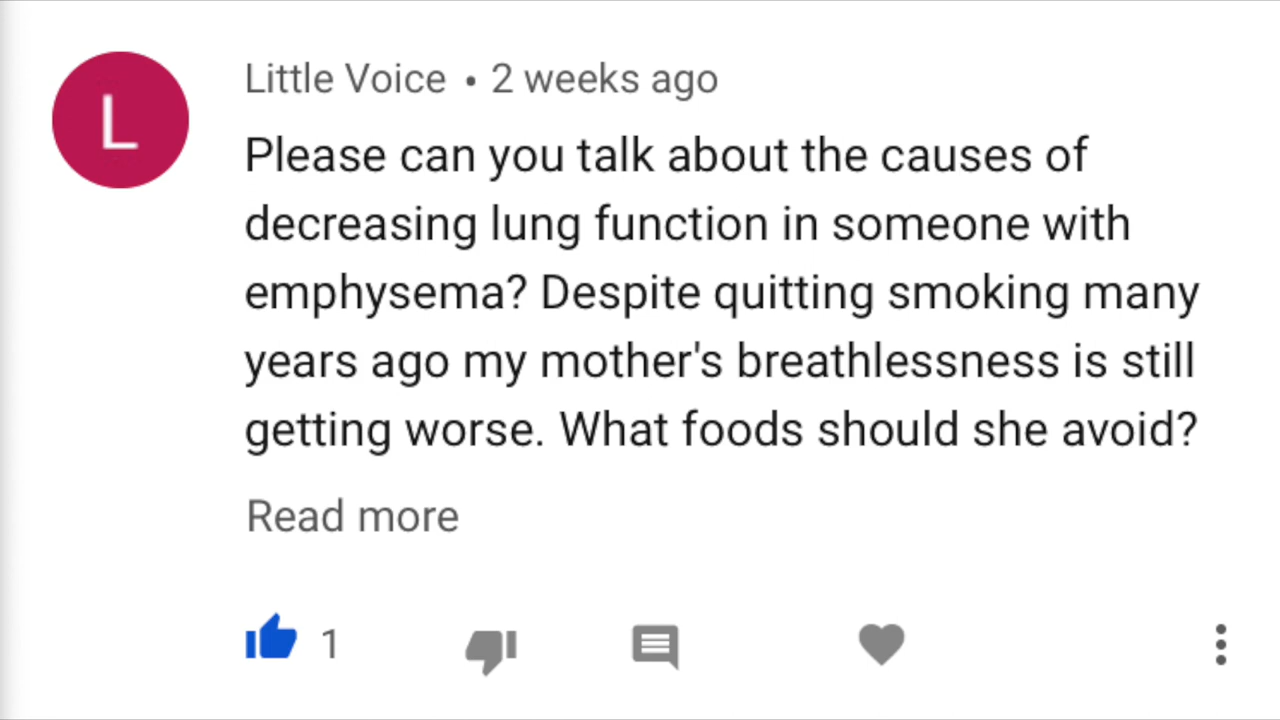 L
Little Voice • 2 weeks ago
Please can you talk about the causes of
decreasing lung function in someone with
emphysema? Despite quitting smoking many
years ago my mother's breathlessness is still
getting worse. What foods should she avoid?
Read more
1